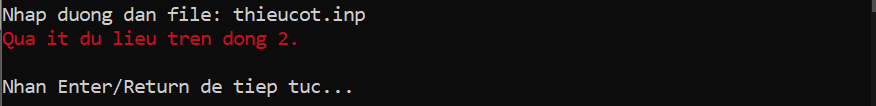 Nhap duong dan file: thieucot.inp
Qua it du lieu tren dong 2.
Nhan Enter/Return de tiep tuc...